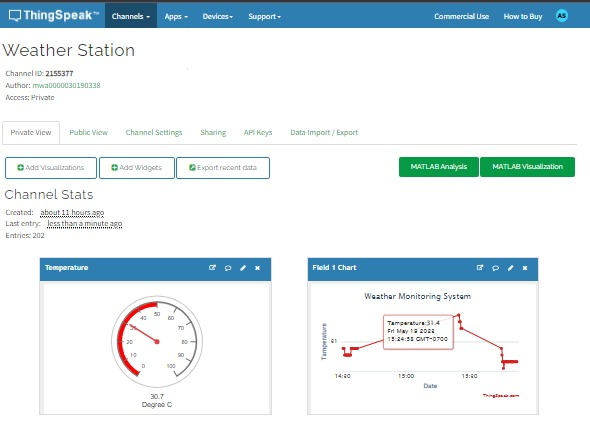 ThingSpeak™ Channels Apps Devices Support Commercial Use How to Buy AS
Weather Station
Channel ID: 2155377
Author: mwa0000030190338
Access: Private
Private View Public View Channel Settings Sharing API Keys Data Import / Export
Add Visualizations Add Widgets Export recent data MATLAB Analysis MATLAB Visualization
Channel Stats
Created: about 11 hours ago
Last entry: less than a minute ago
Entries: 202
Temperature
0 10 20 30 40 50 60 70 80 90 100
30.7
Degree C
Field 1 Chart
Weather Monitoring System
Temperature:31.4
Fri May 19 2023
15:24:38 GMT-0700
Temperature
31
14:30 15:00 15:30
Date
ThingSpeak.com